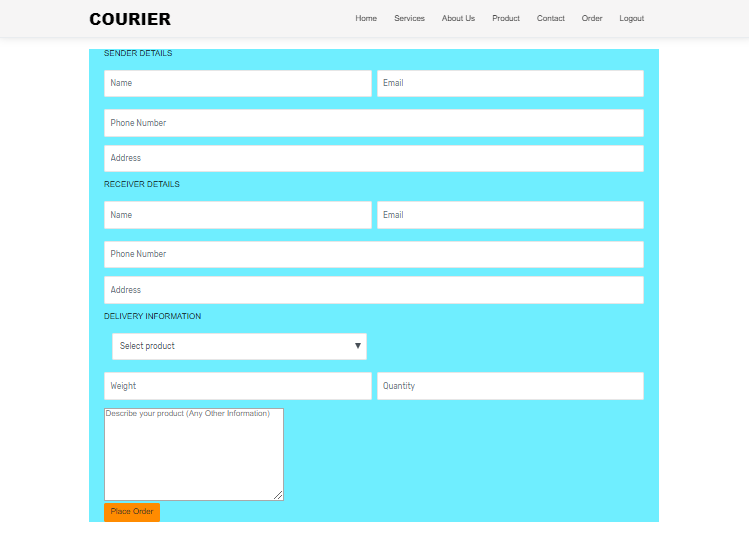 COURIER Home Services About Us Product Contact Order Logout
SENDER DETAILS
Name Email
Phone Number
Address
RECEIVER DETAILS
Name Email
Phone Number
Address
DELIVERY INFORMATION
Select product
Weight Quantity
Describe your product (Any Other Information)
Place Order